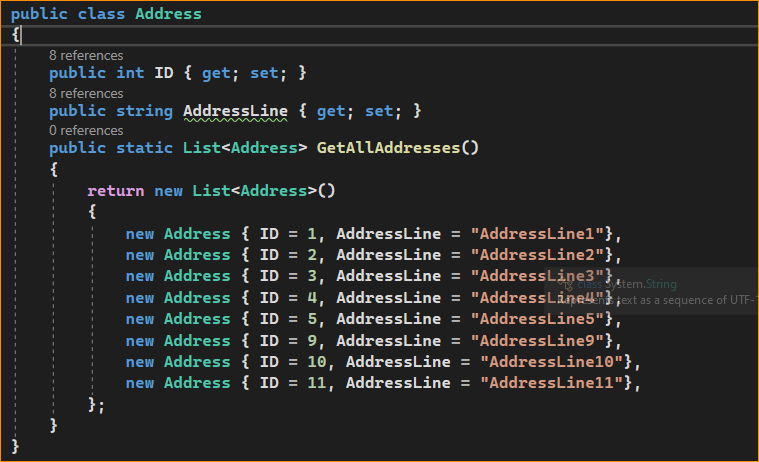 public class Address
{
8 references
public int ID { get; set; }
8 references
public string AddressLine { get; set; }
0 references
public static List<Address> GetAllAddresses()
{
return new List<Address>()
{
new Address { ID = 1, AddressLine = "AddressLine1"},
new Address { ID = 2, AddressLine = "AddressLine2"},
new Address { ID = 3, AddressLine = "AddressLine3"},
class System.String
new Address { ID = 4, AddressLine = "AddressLine4"},
Represents text as a sequence of UTF-1
new Address { ID = 5, AddressLine = "AddressLine5"},
new Address { ID = 9, AddressLine = "AddressLine9"},
new Address { ID = 10, AddressLine = "AddressLine10"},
new Address { ID = 11, AddressLine = "AddressLine11"},
};
}
}